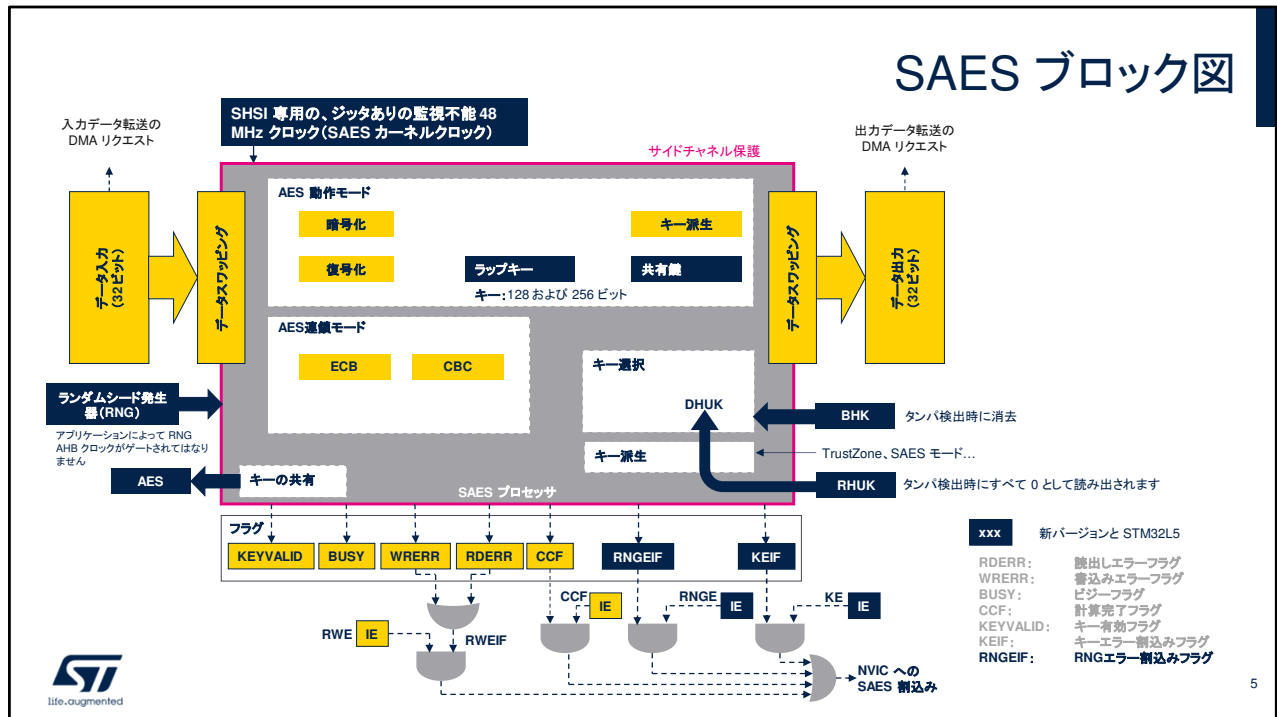 SAES ブロック図
SHSI 専用の、ジッタありの監視不能 48
MHz クロック（SAES カーネルクロック）
入力データ転送の
DMA リクエスト
出力データ転送の
DMA リクエスト
サイドチャネル保護
データ入力
（32ビット）
データスワッピング
AES 動作モード
暗号化
キー派生
復号化
ラップキー
共有鍵
キー：128 および 256 ビット
データスワッピング
データ出力
（32ビット）
AES連鎖モード
ECB
CBC
キー選択
DHUK
ランダムシード発生
器（RNG）
アプリケーションによって RNG
AHB クロックがゲートされてはなり
ません
BHK
タンパ検出時に消去
キー派生
TrustZone、SAES モード…
AES
キーの共有
SAES プロセッサ
RHUK
タンパ検出時にすべて 0 として読み出されます
フラグ
KEYVALID
BUSY
WRERR
RDERR
CCF
RNGEIF
KEIF
xxx
新バージョンと STM32L5
RDERR： 読出しエラーフラグ
WRERR： 書込みエラーフラグ
BUSY： ビジーフラグ
CCF： 計算完了フラグ
KEYVALID： キー有効フラグ
KEIF： キーエラー割込みフラグ
RNGEIF： RNGエラー割込みフラグ
CCF
IE
RNGE
IE
KE
IE
RWE
IE
RWEIF
NVIC への
SAES 割込み
ST
life.augmented
5